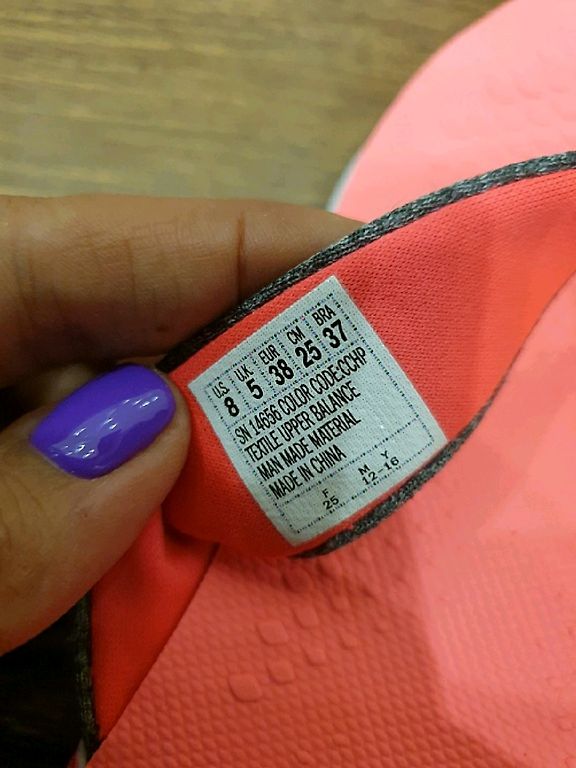 US UK EUR CM BRA
8 5 38 25 37
SN 14656 COLOR CODE:CCHP
TEXTILE UPPER BALANCE
MAN MADE MATERIAL
MADE IN CHINA
F M Y
25 12-16